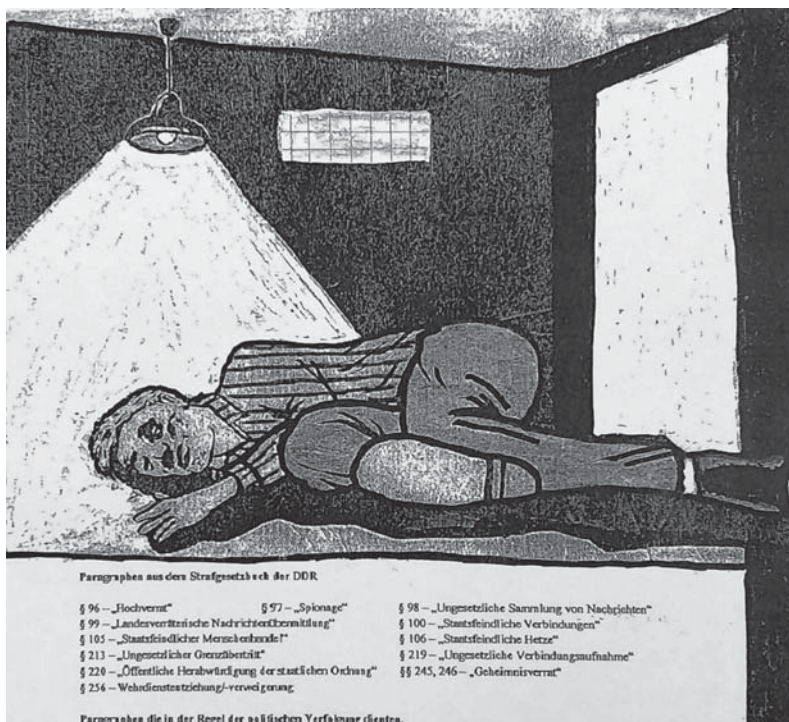 Paragraphen aus dem Strafgesetzbuch der DDR
§ 96 – „Hochverrat“ § 97 – „Spionage“ § 98 – „Ungesetzliche Sammlung von Nachrichten“
§ 99 – „Landesverräterische Nachrichtenübermittlung“ § 100 – „Staatsfeindliche Verbindungen“
§ 105 – „Staatsfeindlicher Menschenhandel“ § 106 – „Staatsfeindliche Hetze“
§ 213 – „Ungesetzlicher Grenzübertritt“ § 219 – „Ungesetzliche Verbindungsaufnahme“
§ 220 – „Öffentliche Herabwürdigung der staatlichen Ordnung“ §§ 245, 246 – „Geheimnisverrat“
§ 256 – Wehrdienstentziehung/-verweigerung
Paragraphen die in der Regel der politischen Verfolgung dienten.